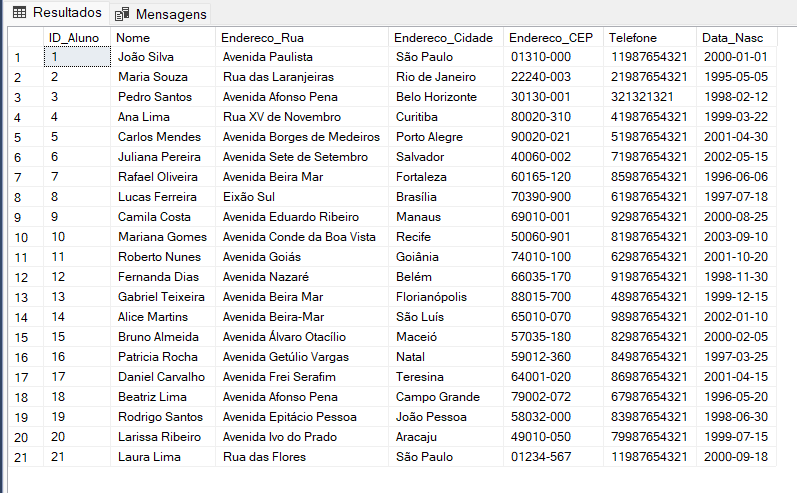 Resultados Mensagens
ID_Aluno Nome Endereco_Rua Endereco_Cidade Endereco_CEP Telefone Data_Nasc
1 1 João Silva Avenida Paulista São Paulo 01310-000 11987654321 2000-01-01
2 2 Maria Souza Rua das Laranjeiras Rio de Janeiro 22240-003 21987654321 1995-05-05
3 3 Pedro Santos Avenida Afonso Pena Belo Horizonte 30130-001 321321321 1998-02-12
4 4 Ana Lima Rua XV de Novembro Curitiba 80020-310 41987654321 1999-03-22
5 5 Carlos Mendes Avenida Borges de Medeiros Porto Alegre 90020-021 51987654321 2001-04-30
6 6 Juliana Pereira Avenida Sete de Setembro Salvador 40060-002 71987654321 2002-05-15
7 7 Rafael Oliveira Avenida Beira Mar Fortaleza 60165-120 85987654321 1996-06-06
8 8 Lucas Ferreira Eixão Sul Brasília 70390-900 61987654321 1997-07-18
9 9 Camila Costa Avenida Eduardo Ribeiro Manaus 69010-001 92987654321 2000-08-25
10 10 Mariana Gomes Avenida Conde da Boa Vista Recife 50060-901 81987654321 2003-09-10
11 11 Roberto Nunes Avenida Goiás Goiânia 74010-100 62987654321 2001-10-20
12 12 Fernanda Dias Avenida Nazaré Belém 66035-170 91987654321 1998-11-30
13 13 Gabriel Teixeira Avenida Beira Mar Florianópolis 88015-700 48987654321 1999-12-15
14 14 Alice Martins Avenida Beira-Mar São Luís 65010-070 98987654321 2002-01-10
15 15 Bruno Almeida Avenida Álvaro Otacílio Maceió 57035-180 82987654321 2000-02-05
16 16 Patricia Rocha Avenida Getúlio Vargas Natal 59012-360 84987654321 1997-03-25
17 17 Daniel Carvalho Avenida Frei Serafim Teresina 64001-020 86987654321 2001-04-15
18 18 Beatriz Lima Avenida Afonso Pena Campo Grande 79002-072 67987654321 1996-05-20
19 19 Rodrigo Santos Avenida Epitácio Pessoa João Pessoa 58032-000 83987654321 1998-06-30
20 20 Larissa Ribeiro Avenida Ivo do Prado Aracaju 49010-050 79987654321 1999-07-15
21 21 Laura Lima Rua das Flores São Paulo 01234-567 11987654321 2000-09-18